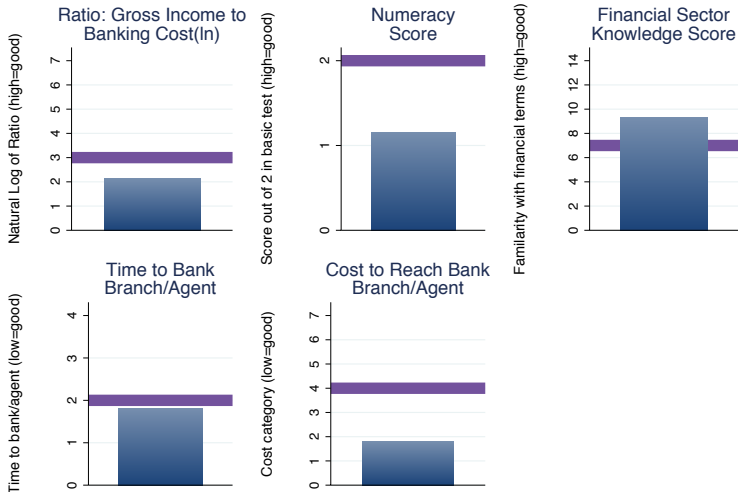 Ratio: Gross Income to
Banking Cost(ln)
Natural Log of Ratio (high=good)
7
6
5
4
3
2
1
0
Numeracy
Score
Score out of 2 in basic test (high=good)
2
1
0
Financial Sector
Knowledge Score
Familarity with financial terms (high=good)
14
12
10
8
6
4
2
0
Time to Bank
Branch/Agent
Time to bank/agent (low=good)
4
3
2
1
0
Cost to Reach Bank
Branch/Agent
Cost category (low=good)
7
6
5
4
3
2
1
0